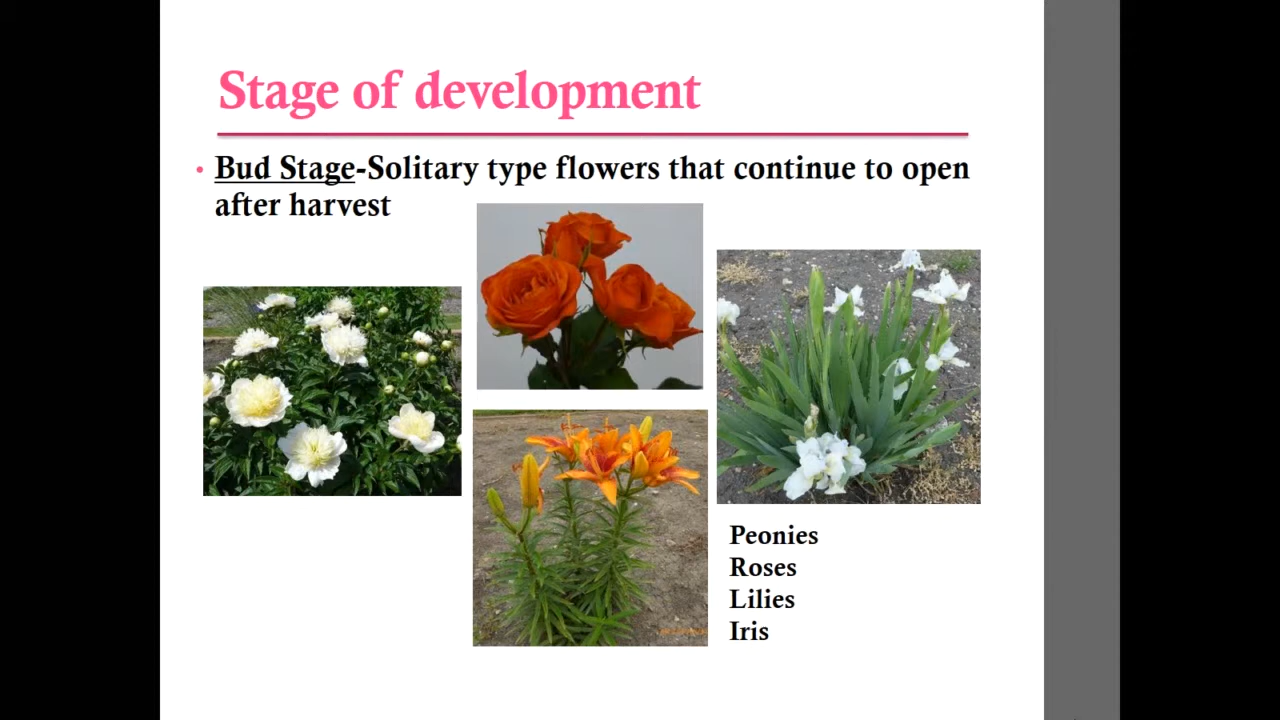 Stage of development
• Bud Stage-Solitary type flowers that continue to open
after harvest
Peonies
Roses
Lilies
Iris